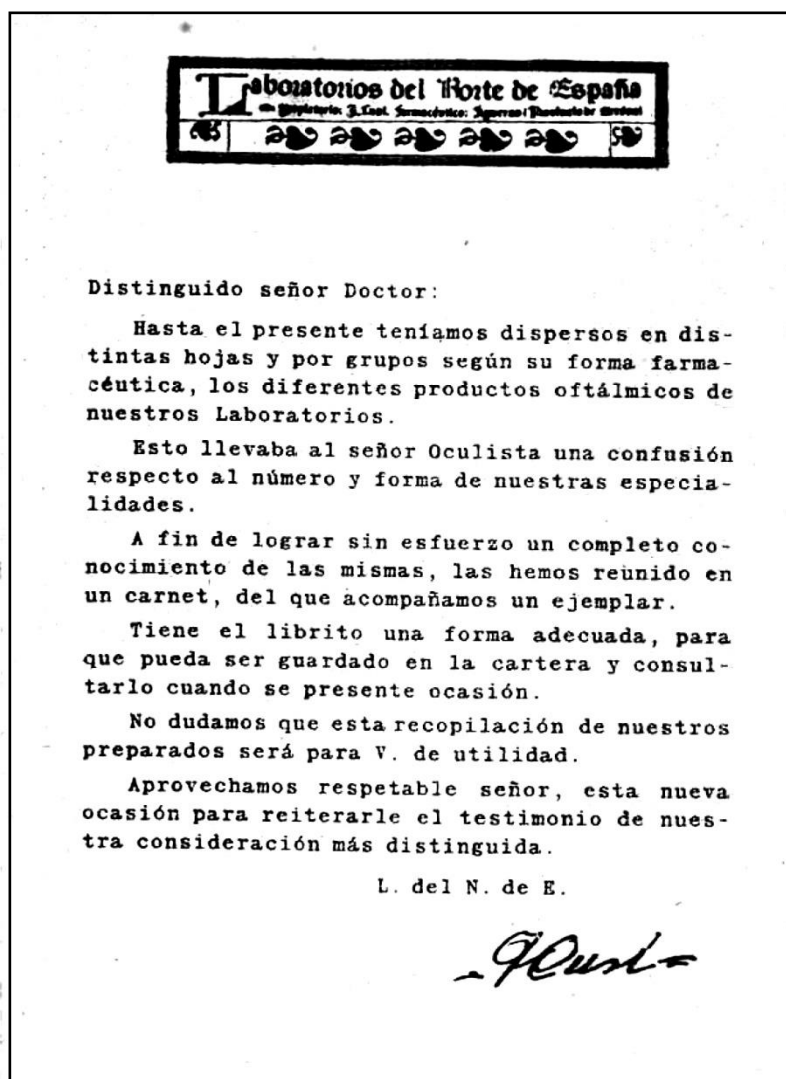 Laboratorios del Norte de España
Distinguido señor Doctor:
Hasta el presente teníamos dispersos en dis-
tintas hojas y por grupos según su forma farma-
céutica, los diferentes productos oftálmicos de
nuestros Laboratorios.
Esto llevaba al señor Oculista una confusión
respecto al número y forma de nuestras especia-
lidades.
A fin de lograr sin esfuerzo un completo co-
nocimiento de las mismas, las hemos reunido en
un carnet, del que acompañamos un ejemplar.
Tiene el librito una forma adecuada, para
que pueda ser guardado en la cartera y consul-
tarlo cuando se presente ocasión.
No dudamos que esta recopilación de nuestros
preparados será para V. de utilidad.
Aprovechamos respetable señor, esta nueva
ocasión para reiterarle el testimonio de nues-
tra consideración más distinguida.
L. del N. de E.